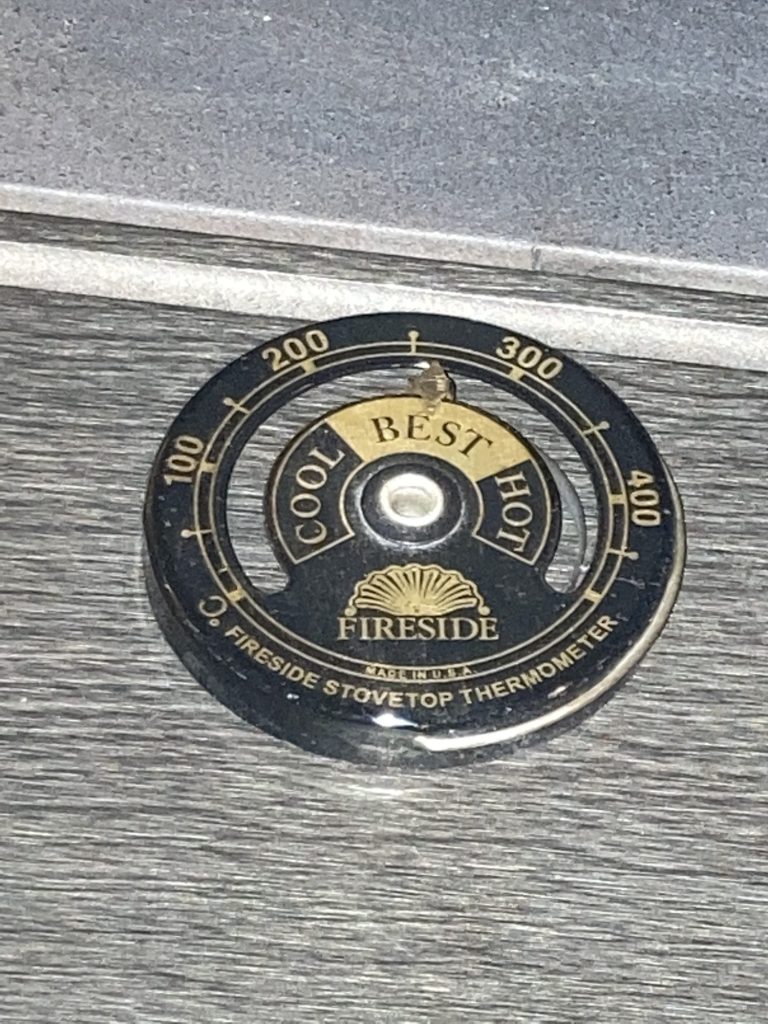 200
300
100
400
COOL
BEST
HOT
FIRESIDE
MADE IN U.S.A
°C
FIRESIDE STOVETOP THERMOMETER